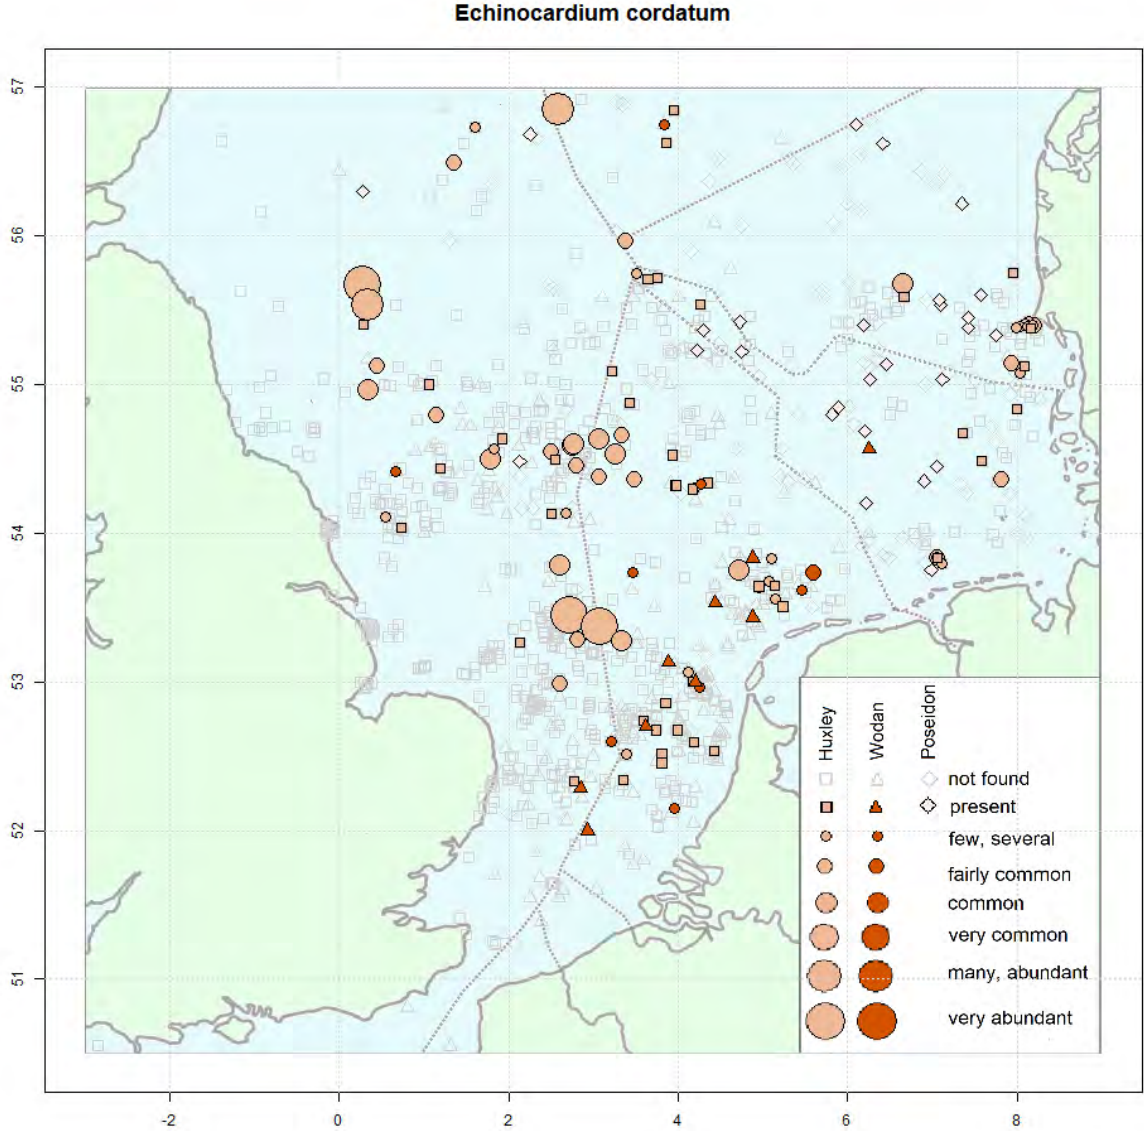 Echinocardium cordatum
57
56
55
54
53
52
51
-2
0
2
4
6
8
Huxley
Wodan
Poseidon
not found
present
few, several
fairly common
common
very common
many, abundant
very abundant